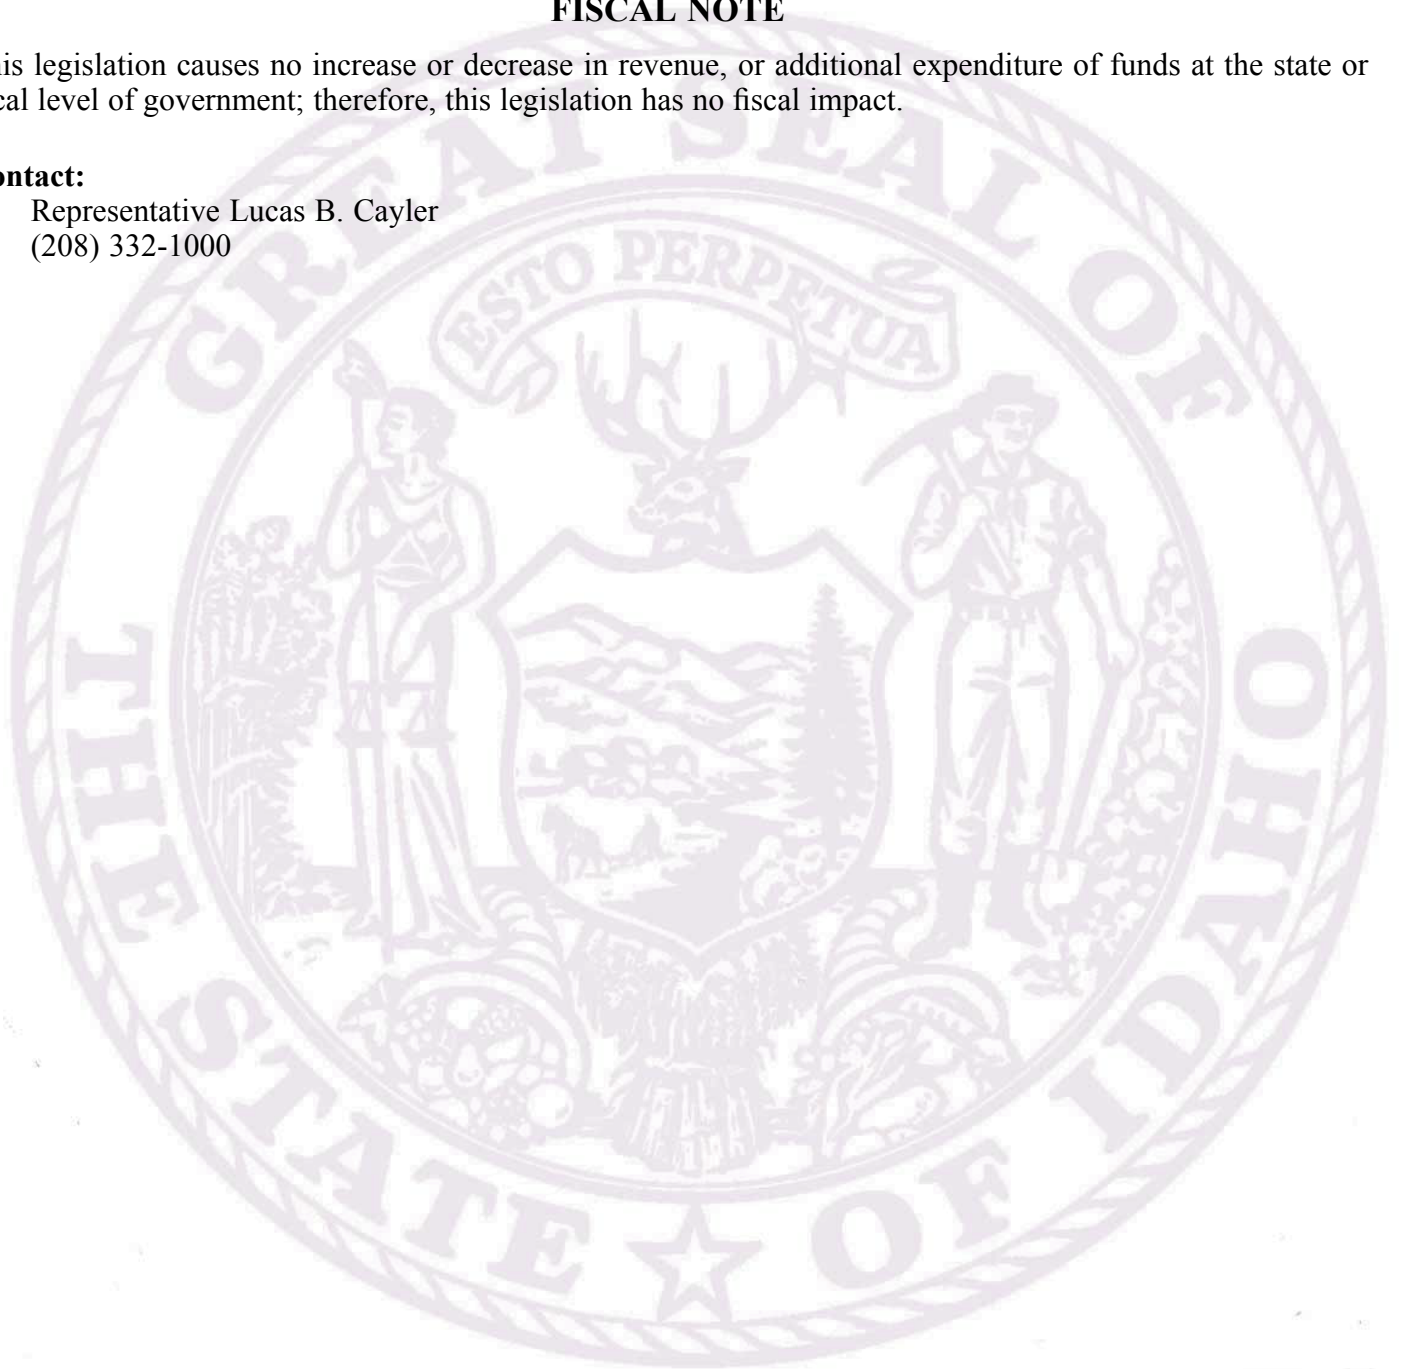 FISCAL NOTE
his legislation causes no increase or decrease in revenue, or additional expenditure of funds at the state or
cal level of government; therefore, this legislation has no fiscal impact.
ontact:
Representative Lucas B. Cayler
(208) 332-1000
THE GREAT SEAL OF
ESTO PERPETUA
STATE OF IDAHO